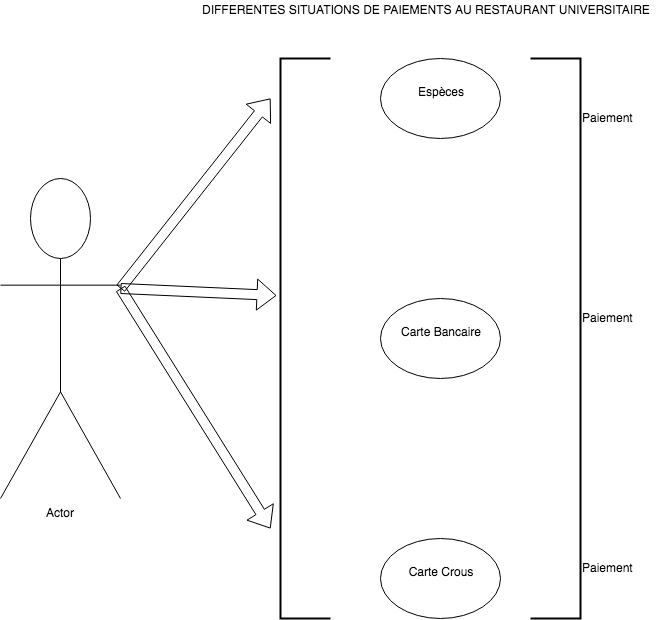 DIFFERENTES SITUATIONS DE PAIEMENTS AU RESTAURANT UNIVERSITAIRE
Espèces
Paiement
Carte Bancaire
Paiement
Carte Crous
Paiement
Actor